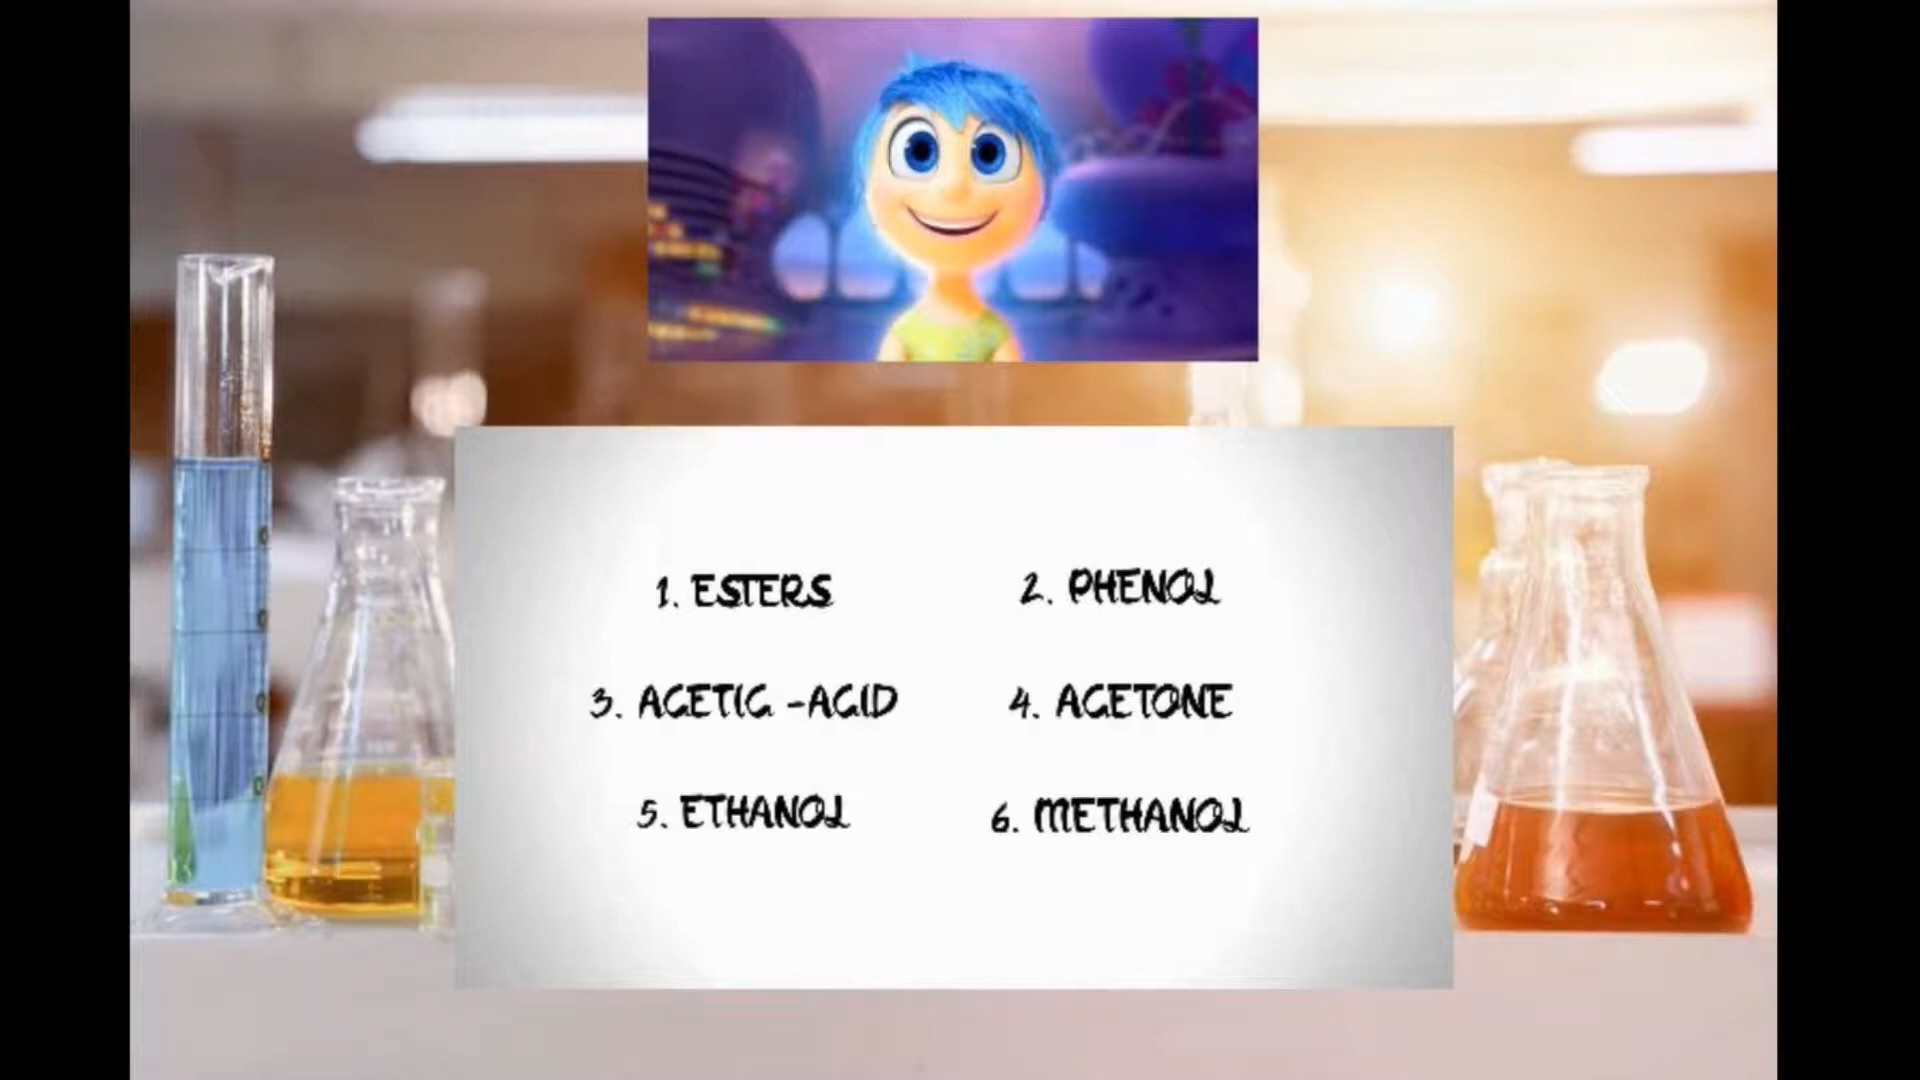 1. ESTERS
2. PHENOL
3. ACETIC -ACID
4. ACETONE
5. ETHANOL
6. METHANOL